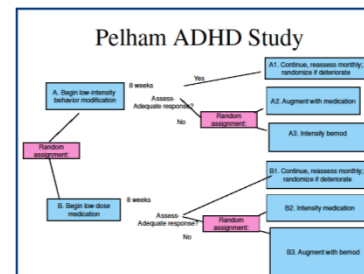 Pelham ADHD Study
A. Begin low-intensity
behavior modification
8 weeks
Assess-
Adequate response?
Yes
No
A1. Continue, reassess monthly;
randomize if deteriorate
Random
assignment:
A2. Augment with medication
A3. Intensify bemod
Random
assignment:
B. Begin low dose
medication
8 weeks
Assess-
Adequate response?
No
B1. Continue, reassess monthly;
randomize if deteriorate
Random
assignment:
B2. Intensify medication
B3. Augment with bemod